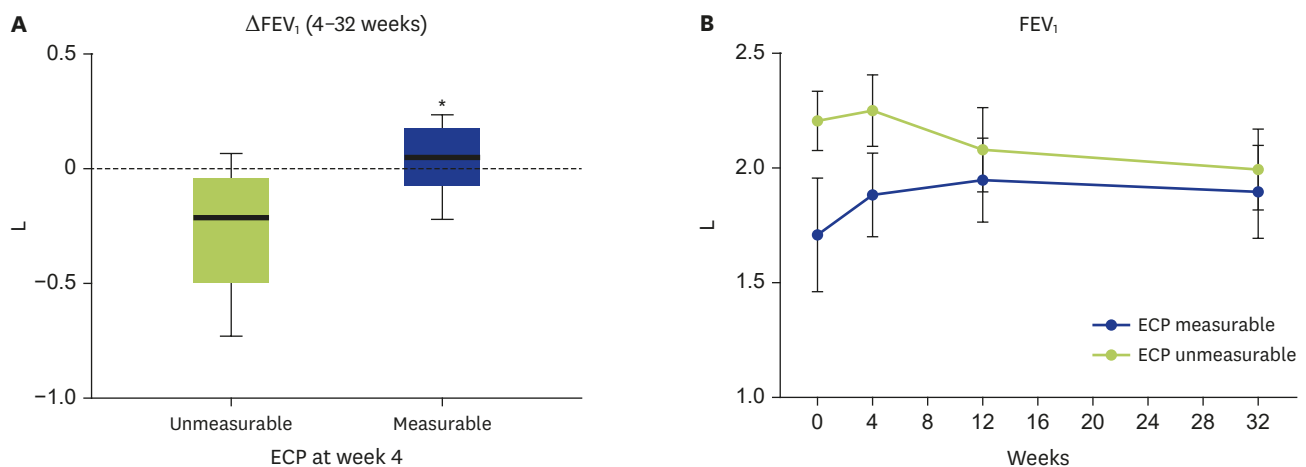 A
ΔFEV₁ (4–32 weeks)
0.5
0
−0.5
−1.0
L
*
Unmeasurable Measurable
ECP at week 4
B
FEV₁
2.5
2.0
1.5
1.0
L
ECP measurable
ECP unmeasurable
0 4 8 12 16 20 24 28 32
Weeks